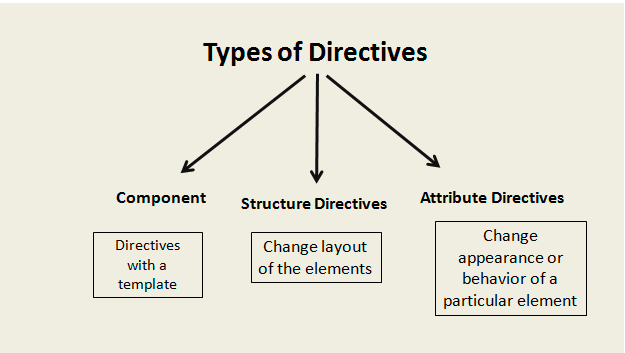 Types of Directives
Component
Structure Directives
Attribute Directives
Directives
with a
template
Change layout
of the elements
Change
appearance or
behavior of a
particular element